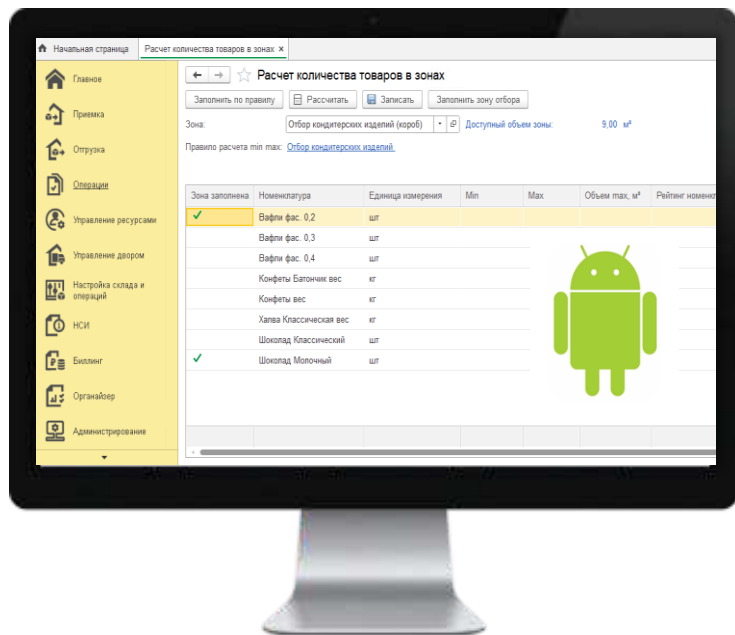 Начальная страница
Расчет количества товаров в зонах ×
Главное
Приемка
Отгрузка
Операции
Управление ресурсами
Управление двором
Настройка склада и
операций
НСИ
Биллинг
Органайзер
Администрирование
Расчет количества товаров в зонах
Заполнить по правилу Рассчитать Записать Заполнить зону отбора
Зона: Отбор кондитерских изделий (короб) Доступный объем зоны: 9,00 м³
Правило расчета min max: Отбор кондитерских изделий.
Зона заполнена Номенклатура Единица измерения Min Max Объем max, м³ Рейтинг номенкл
Вафли фас. 0,2 шт
Вафли фас. 0,3 шт
Вафли фас. 0,4 шт
Конфеты Батончик вес кг
Конфеты вес кг
Халва Классическая вес кг
Шоколад Классический шт
Шоколад Молочный шт